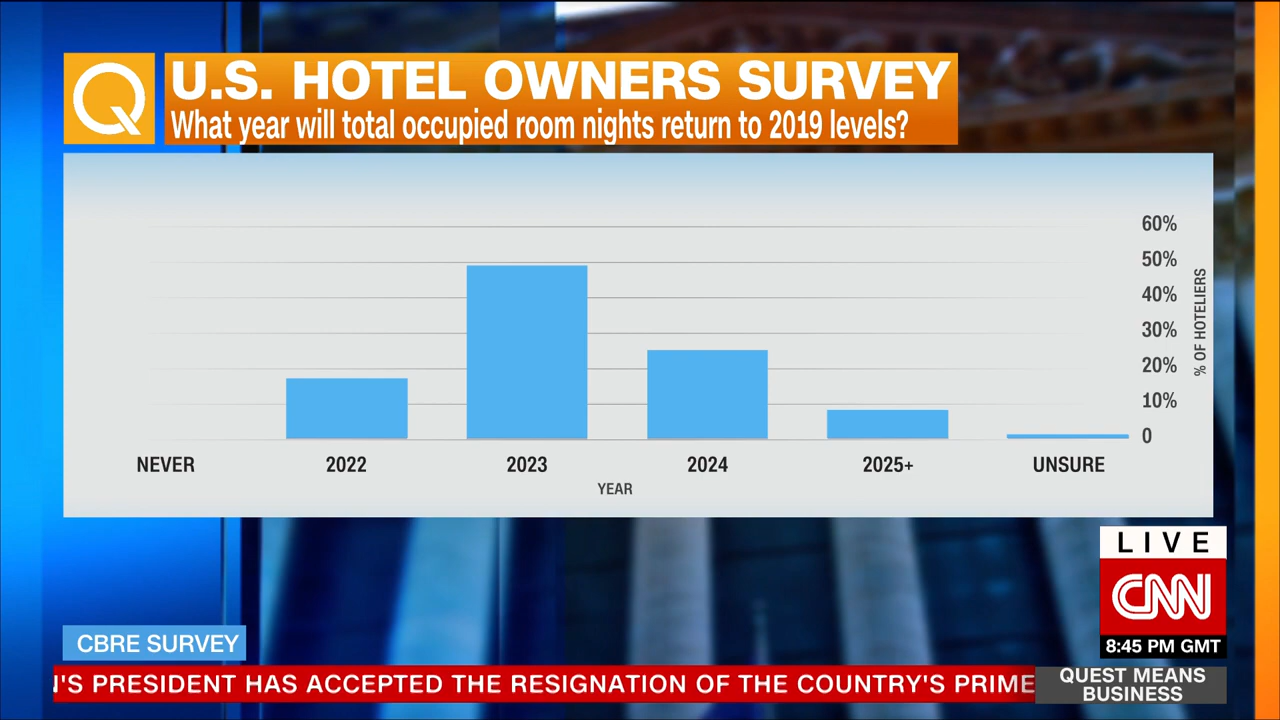 Q
U.S. HOTEL OWNERS SURVEY
What year will total occupied room nights return to 2019 levels?
60%
50%
40%
30%
20%
10%
0
% OF HOTELIERS
NEVER 2022 2023 2024 2025+ UNSURE
YEAR
LIVE
CNN
8:45 PM GMT
CBRE SURVEY
'S PRESIDENT HAS ACCEPTED THE RESIGNATION OF THE COUNTRY'S PRIME
QUEST MEANS
BUSINESS